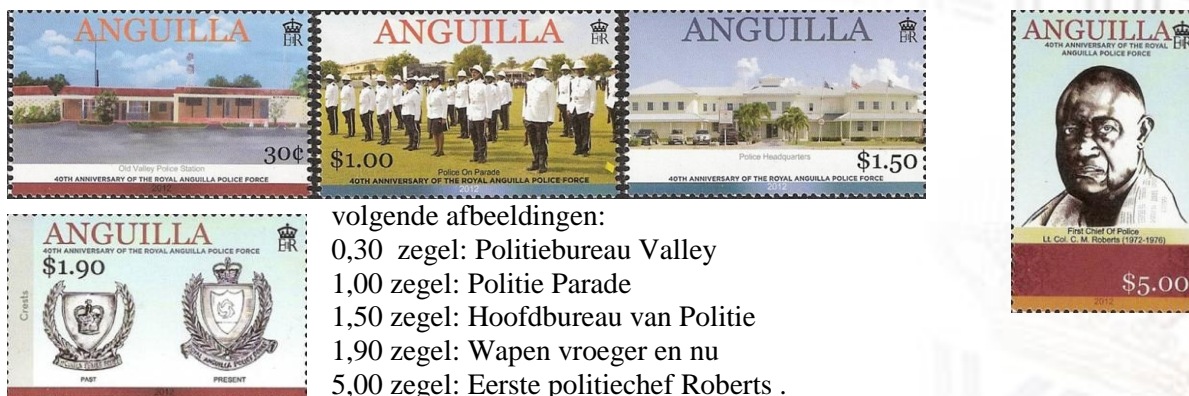 ANGUILLA
ER
Old Valley Police Station
30¢
40TH ANNIVERSARY OF THE ROYAL ANGUILLA POLICE FORCE
2012
ANGUILLA
ER
$1.00
Police On Parade
40TH ANNIVERSARY OF THE ROYAL ANGUILLA POLICE FORCE
2012
ANGUILLA
ER
Police Headquarters
$1.50
40TH ANNIVERSARY OF THE ROYAL ANGUILLA POLICE FORCE
2012
ANGUILLA
ER
40TH ANNIVERSARY OF THE ROYAL
ANGUILLA POLICE FORCE
First Chief Of Police
Lt. Col. C. M. Roberts (1972-1976)
$5.00
2012
ANGUILLA
ER
40TH ANNIVERSARY OF THE ROYAL ANGUILLA POLICE FORCE
$1.90
Crests
PAST
PRESENT
2012
volgende afbeeldingen:
0,30 zegel: Politiebureau Valley
1,00 zegel: Politie Parade
1,50 zegel: Hoofdbureau van Politie
1,90 zegel: Wapen vroeger en nu
5,00 zegel: Eerste politiechef Roberts .